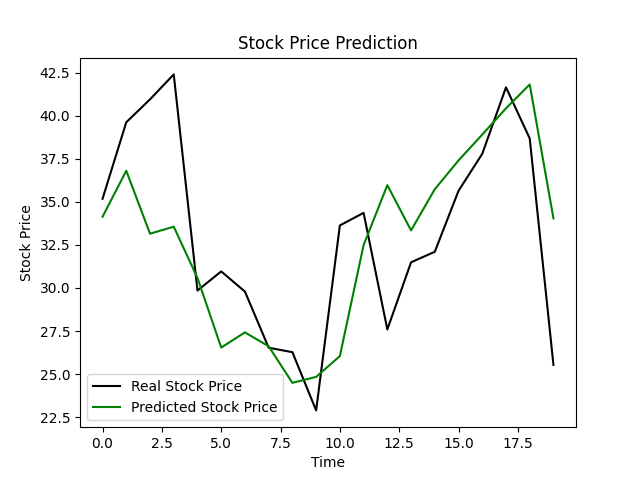 Stock Price Prediction
42.5
40.0
37.5
35.0
32.5
30.0
27.5
25.0
22.5
Stock Price
Real Stock Price
Predicted Stock Price
0.0 2.5 5.0 7.5 10.0 12.5 15.0 17.5
Time